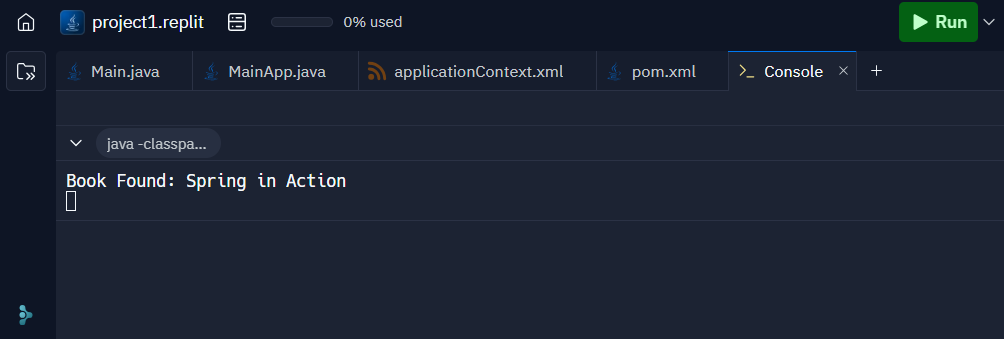 project1.replit
0% used
Run
Main.java
MainApp.java
applicationContext.xml
pom.xml
Console
java -classpa...
Book Found: Spring in Action